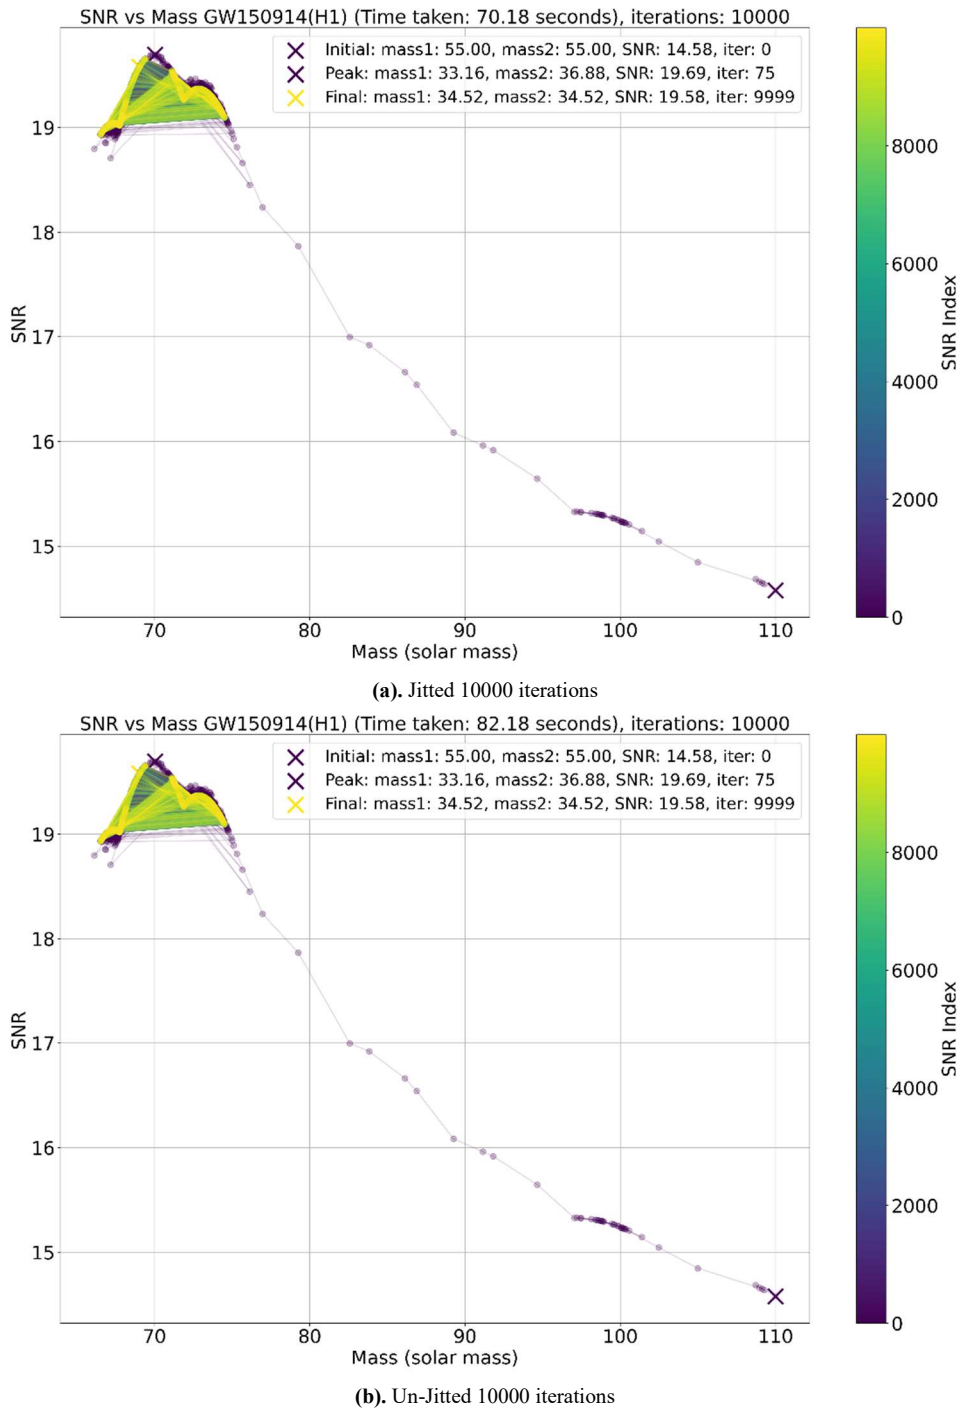 SNR vs Mass GW150914(H1) (Time taken: 70.18 seconds), iterations: 10000
Initial: mass1: 55.00, mass2: 55.00, SNR: 14.58, iter: 0
Peak: mass1: 33.16, mass2: 36.88, SNR: 19.69, iter: 75
Final: mass1: 34.52, mass2: 34.52, SNR: 19.58, iter: 9999
19
18
17
16
15
SNR
70 80 90 100 110
Mass (solar mass)
8000
6000
4000
2000
0
SNR Index
(a). Jitted 10000 iterations
SNR vs Mass GW150914(H1) (Time taken: 82.18 seconds), iterations: 10000
Initial: mass1: 55.00, mass2: 55.00, SNR: 14.58, iter: 0
Peak: mass1: 33.16, mass2: 36.88, SNR: 19.69, iter: 75
Final: mass1: 34.52, mass2: 34.52, SNR: 19.58, iter: 9999
19
18
17
16
15
SNR
70 80 90 100 110
Mass (solar mass)
8000
6000
4000
2000
0
SNR Index
(b). Un-Jitted 10000 iterations